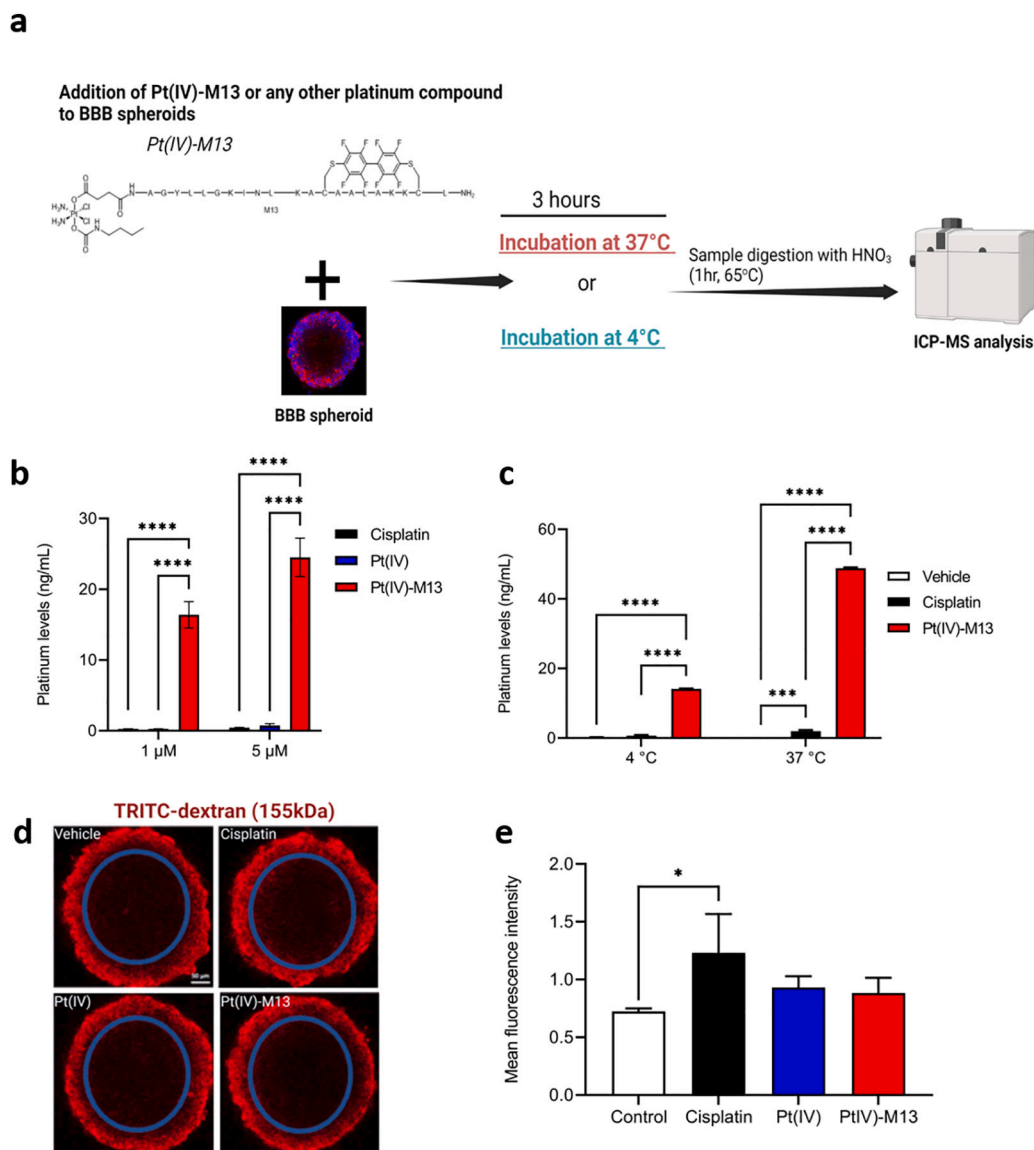 a
Addition of Pt(IV)-M13 or any other platinum compound
to BBB spheroids
Pt(IV)-M13
F F F F
S S
F F F F
O H
N—A—G—Y—L—L—G—K—I—N—L—K—A—C—A—A—L—A—K—K—C—L—NH₂
M13
H₃N Cl
Pt
H₃N Cl
O
O H
N
O
3 hours
Incubation at 37°C
or
Incubation at 4°C
Sample digestion with HNO₃
(1hr, 65°C)
ICP-MS analysis
BBB spheroid
b
Platinum levels (ng/mL)
30
20
10
0
**** **** **** ****
1 µM 5 µM
Cisplatin
Pt(IV)
Pt(IV)-M13
c
Platinum levels (ng/mL)
60
40
20
0
**** **** *** **** ****
4 °C 37 °C
Vehicle
Cisplatin
Pt(IV)-M13
d
TRITC-dextran (155kDa)
Vehicle Cisplatin
50 µm
Pt(IV) Pt(IV)-M13
e
Mean fluorescence intensity
2.0
1.5
1.0
0.5
0.0
*
Control Cisplatin Pt(IV) PtIV)-M13